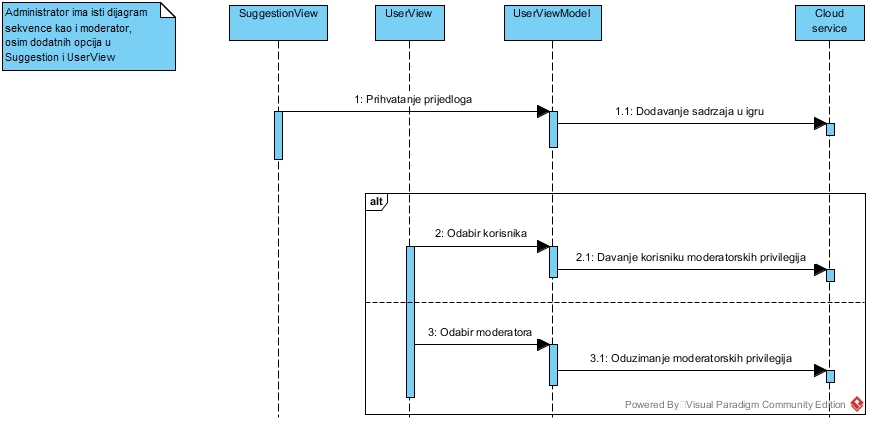 Administrator ima isti dijagram
sekvence kao i moderator,
osim dodatnih opcija u
Suggestion i UserView
SuggestionView
UserView
UserViewModel
Cloud
service
1: Prihvatanje prijedloga
1.1: Dodavanje sadrzaja u igru
alt
2: Odabir korisnika
2.1: Davanje korisniku moderatorskih privilegija
3: Odabir moderatora
3.1: Oduzimanje moderatorskih privilegija
Powered By Visual Paradigm Community Edition